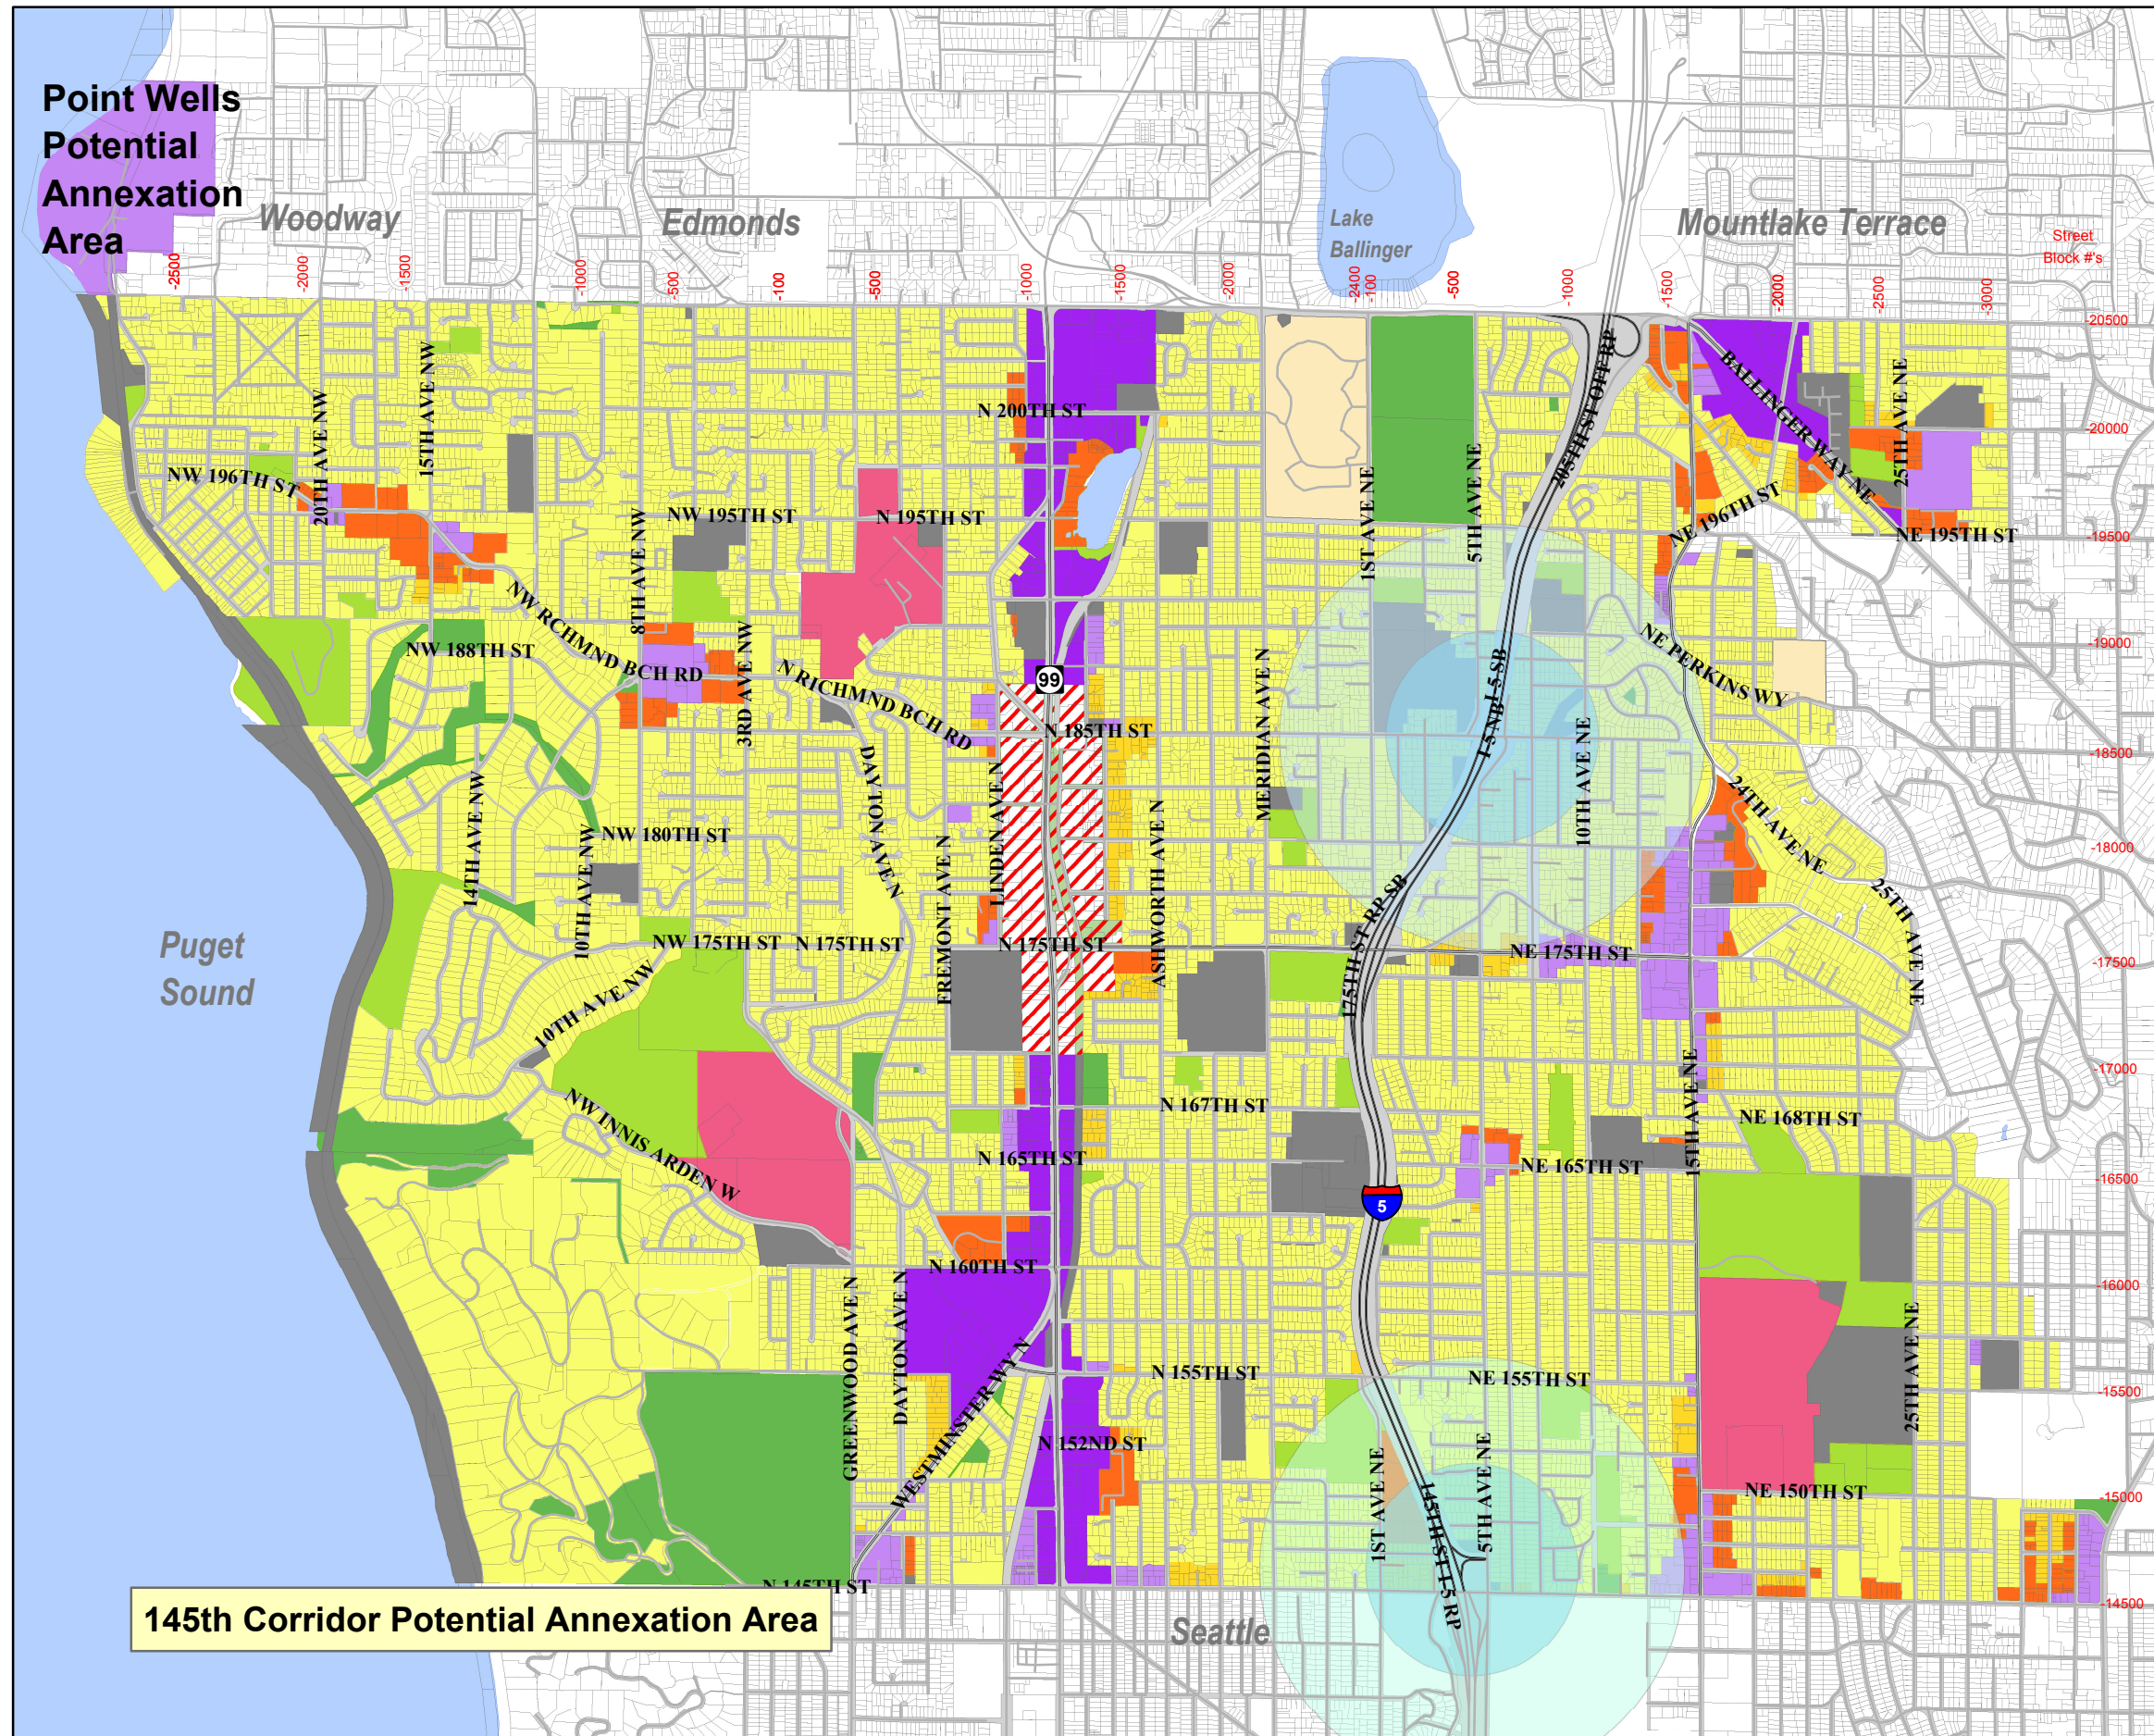 Point Wells
Potential
Annexation
Area
Woodway
Edmonds
Lake
Ballinger
Mountlake Terrace
Street
Block #'s
-2500
-2000
-1500
-1000
-500
-100
-500
-1000
-1500
-2000
-2400
-100
-500
-1000
-1500
-2000
-2500
-3000
-20500
-20000
-19500
-19000
-18500
-18000
-17500
-17000
-16500
-16000
-15500
-15000
-14500
205TH ST OFF RP
BALLINGER WAY NE
25TH AVE NE
N 200TH ST
15TH AVE NW
20TH AVE NW
NW 196TH ST
NW 195TH ST
N 195TH ST
1ST AVE NE
5TH AVE NE
NE 196TH ST
NE 195TH ST
8TH AVE NW
NW RCHMND BCH RD
NW 188TH ST
3RD AVE NW
N RICHMND BCH RD
99
N 185TH ST
MERIDIAN AVE N
I-5 SB
I-5 NB
10TH AVE NE
NE PERKINS WY
24TH AVE NE
25TH AVE NE
14TH AVE NW
10TH AVE NW
NW 180TH ST
DAYTON AVE N
FREMONT AVE N
LINDEN AVE N
ASHWORTH AVE N
175TH ST RP SB
NW 175TH ST
N 175TH ST
N 175TH ST
NE 175TH ST
Puget
Sound
10TH AVE NW
NW INNIS ARDEN W
N 167TH ST
NE 168TH ST
15TH AVE NE
N 165TH ST
NE 165TH ST
5
N 160TH ST
GREENWOOD AVE N
DAYTON AVE N
WESTMINSTER WY N
N 155TH ST
NE 155TH ST
25TH AVE NE
N 152ND ST
1ST AVE NE
145TH ST I-5 RP
5TH AVE NE
NE 150TH ST
N 145TH ST
145th Corridor Potential Annexation Area
Seattle